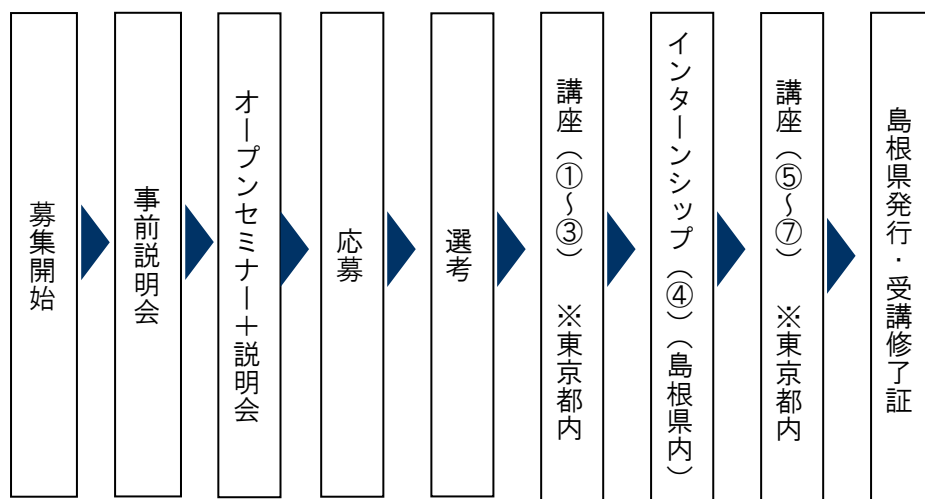 募集開始
事前説明会
オープンセミナー＋説明会
応募
選考
講座（①～③）　※東京都内
インターンシップ（④）（島根県内）
講座（⑤～⑦）　※東京都内
島根県発行・受講修了証